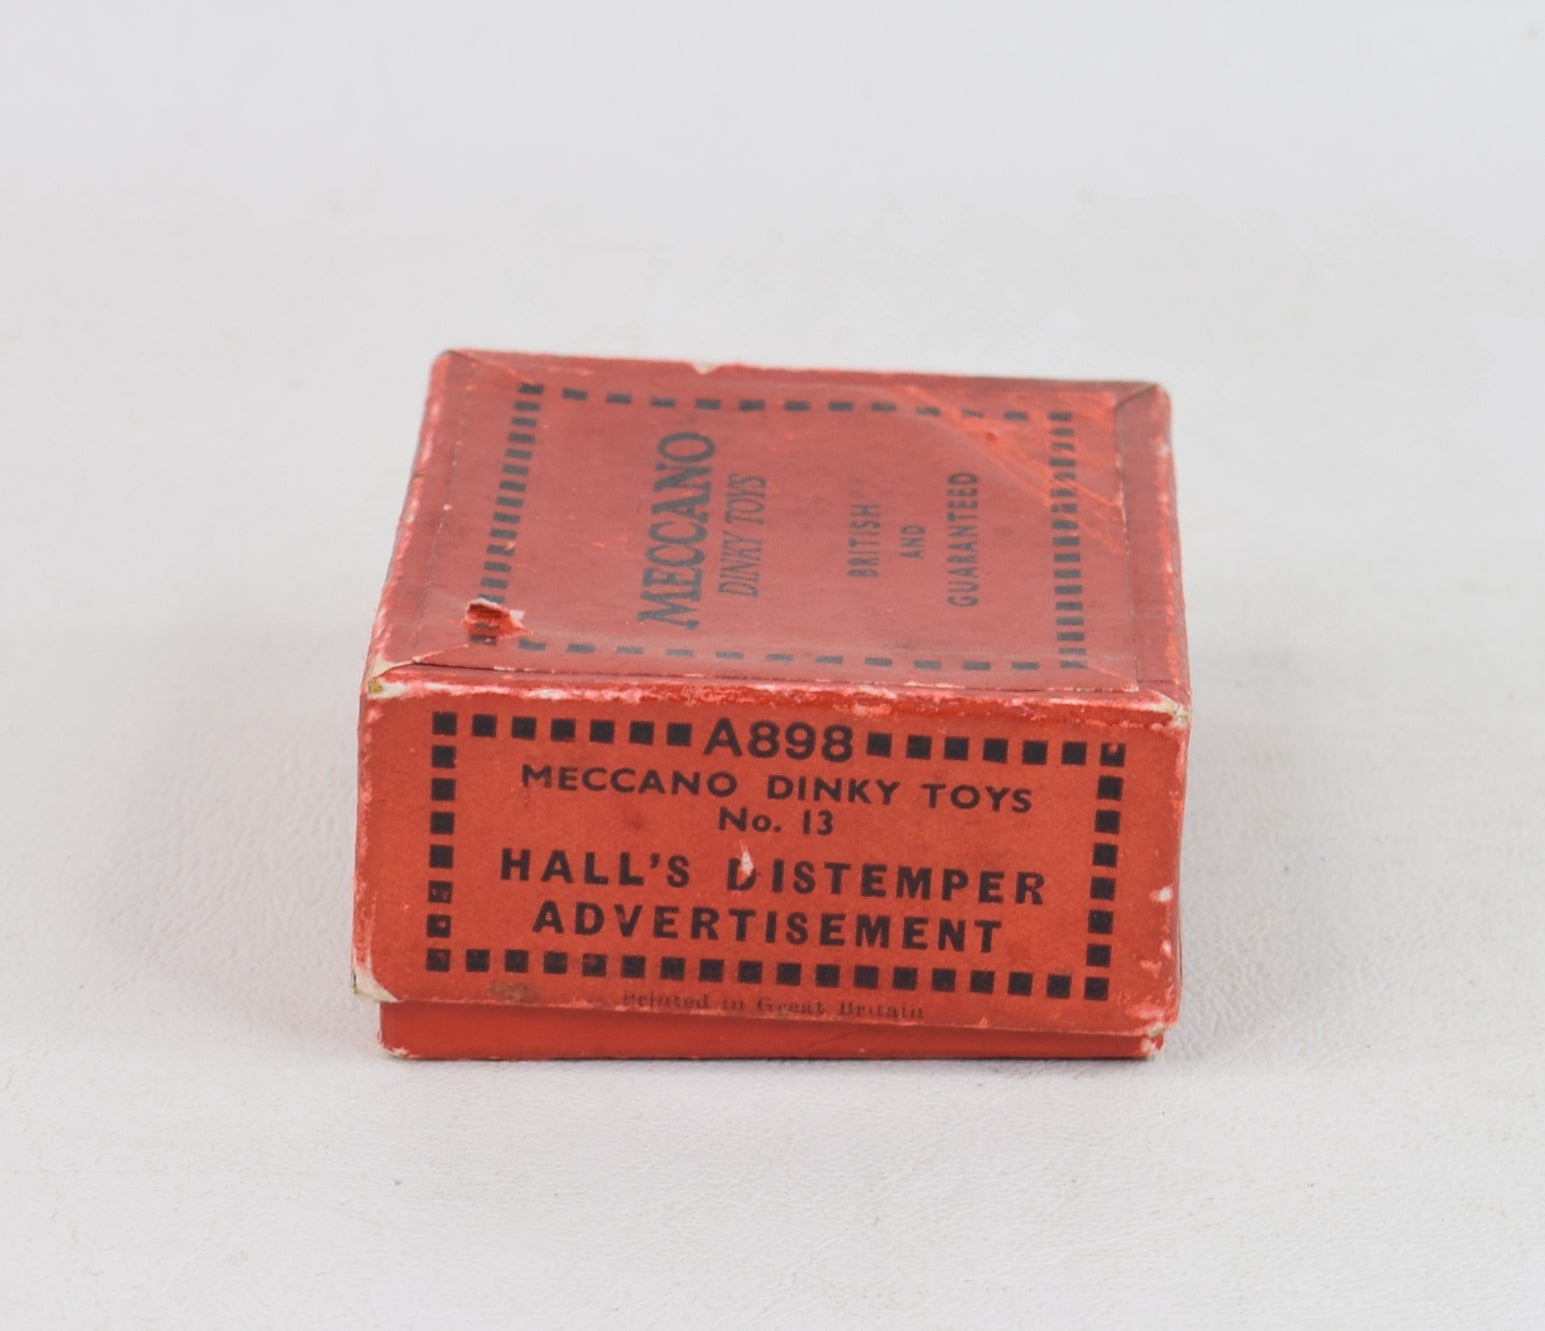 MECCANO
DINKY TOYS
BRITISH
AND
GUARANTEED
A898
MECCANO DINKY TOYS
No. 13
HALL'S DISTEMPER
ADVERTISEMENT
Printed in Great Britain